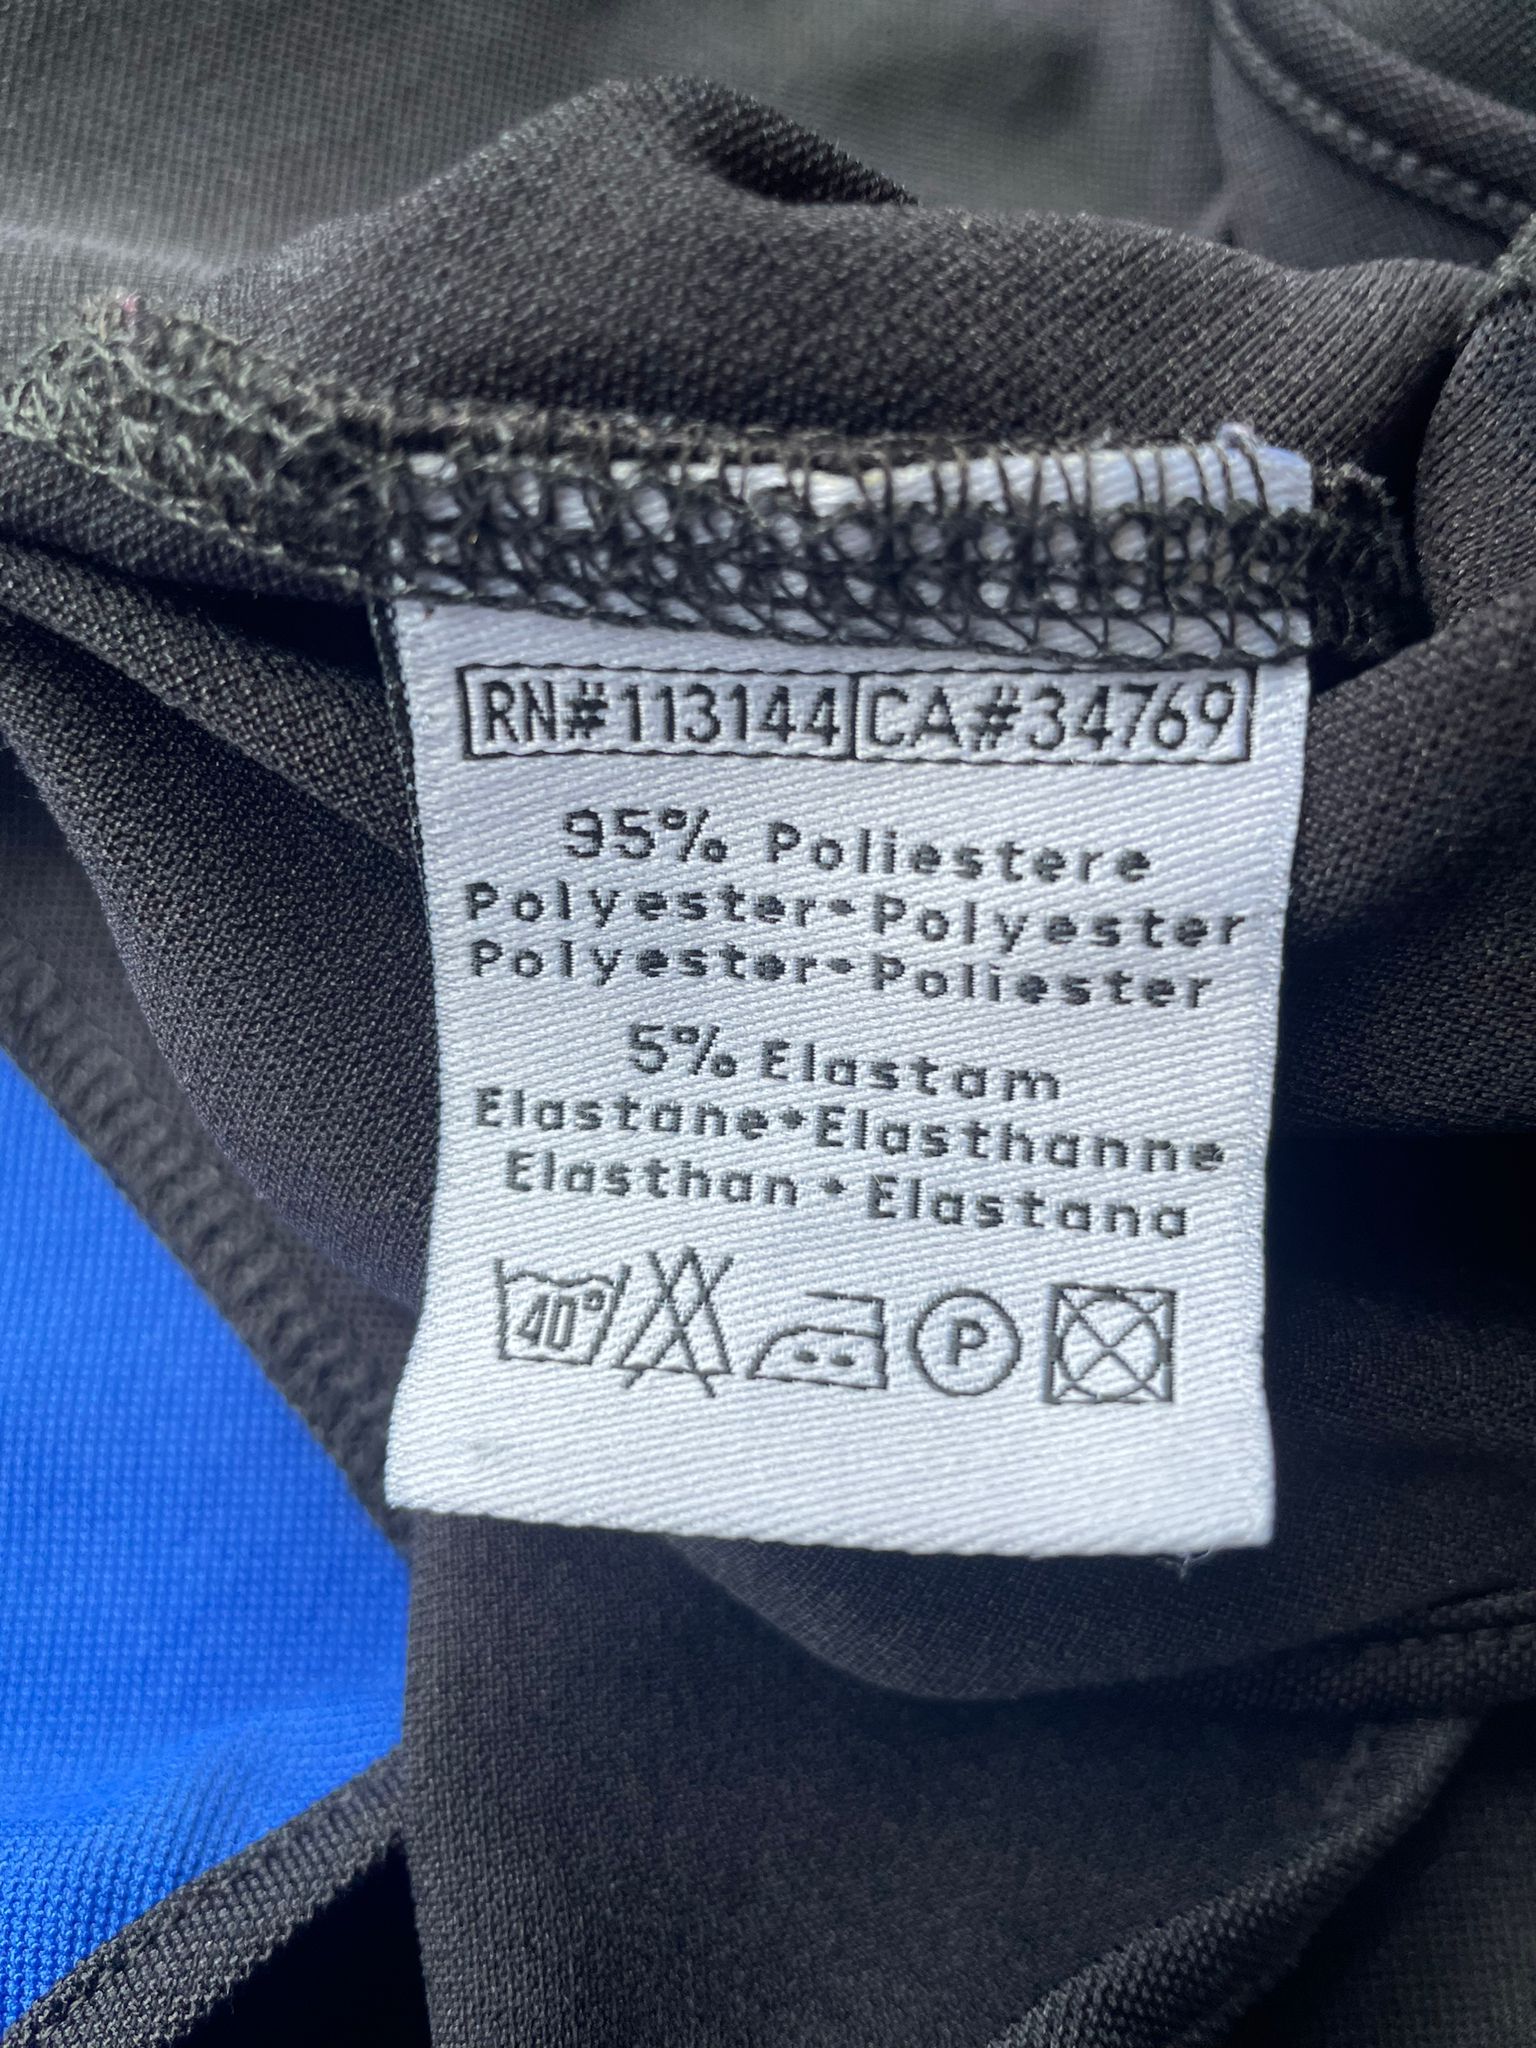 RN#113144 CA#34769
95% Poliestere
Polyester•Polyester
Polyester•Poliester
5% Elastam
Elastane•Elasthanne
Elasthan • Elastana
40° P